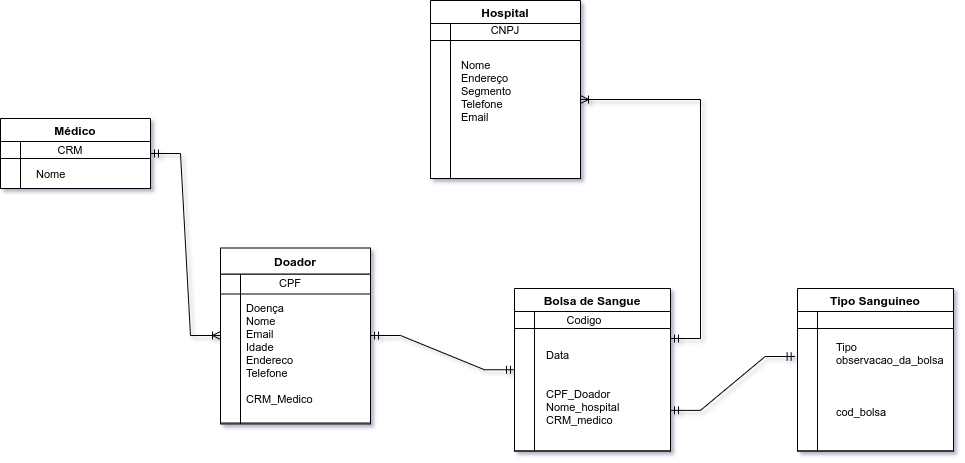 Hospital
CNPJ
Nome
Endereço
Segmento
Telefone
Email
Médico
CRM
Nome
Doador
CPF
Doença
Nome
Email
Idade
Endereco
Telefone
CRM_Medico
Bolsa de Sangue
Codigo
Data
CPF_Doador
Nome_hospital
CRM_medico
Tipo Sanguineo
Tipo
observacao_da_bolsa
cod_bolsa